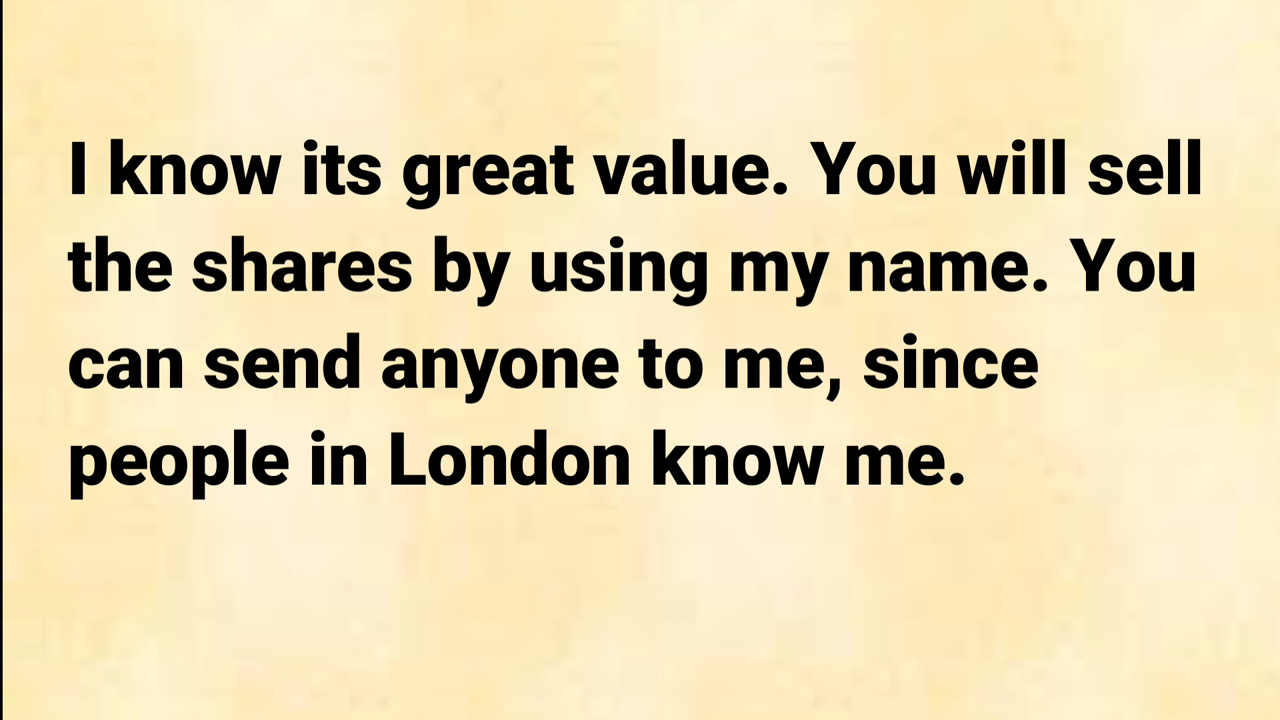 I know its great value. You will sell
the shares by using my name. You
can send anyone to me, since
people in London know me.